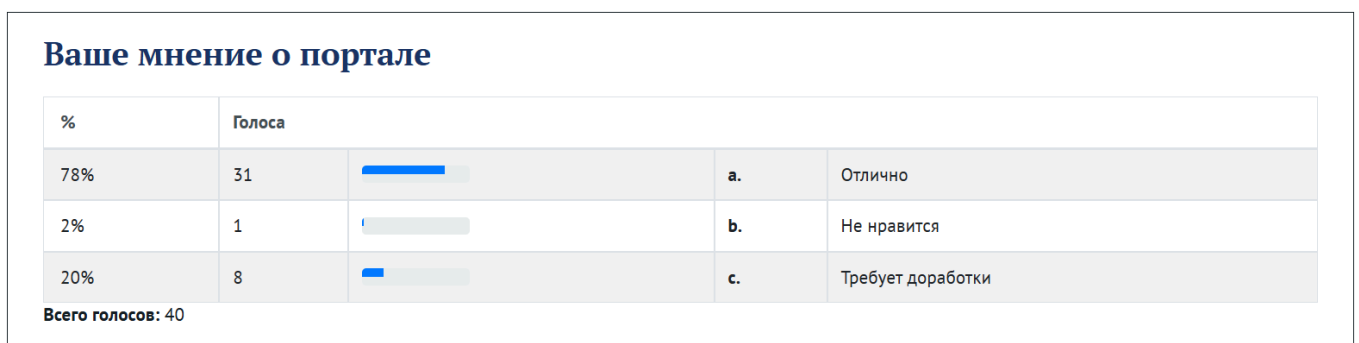 Ваше мнение о портале
% Голоса
78% 31 a. Отлично
2% 1 b. Не нравится
20% 8 c. Требует доработки
Всего голосов: 40